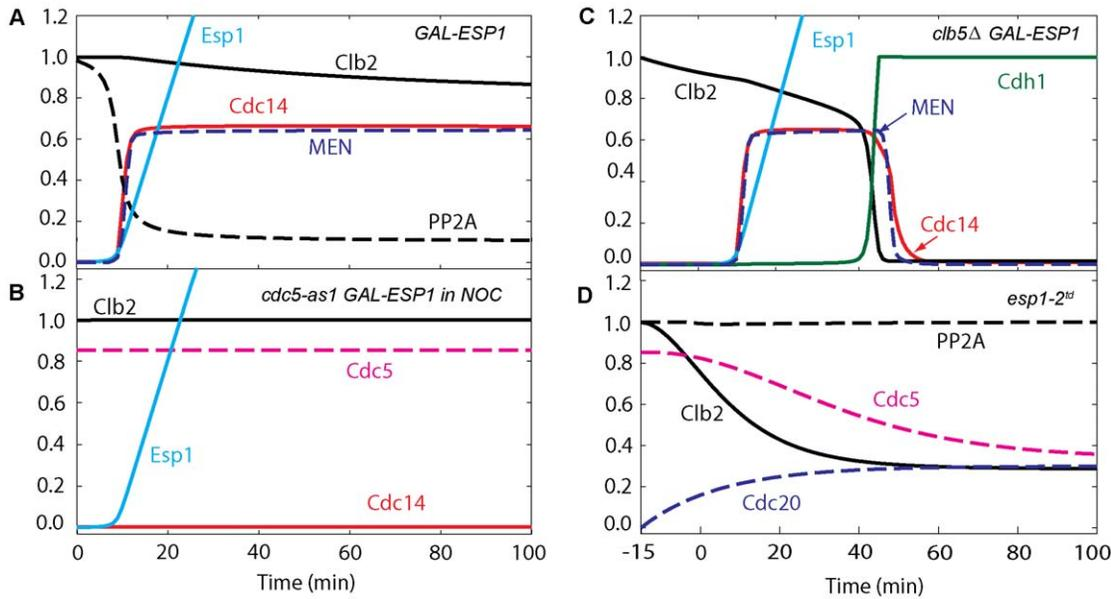 A
GAL-ESP1
1.2
1.0
0.8
0.6
0.4
0.2
0.0
Esp1
Clb2
Cdc14
MEN
PP2A
C
clb5Δ GAL-ESP1
1.2
1.0
0.8
0.6
0.4
0.2
0.0
Esp1
Cdh1
Clb2
MEN
Cdc14
B
cdc5-as1 GAL-ESP1 in NOC
1.2
1.0
0.8
0.6
0.4
0.2
0.0
Clb2
Cdc5
Esp1
Cdc14
0 20 40 60 80 100
Time (min)
D
esp1-2td
1.2
1.0
0.8
0.6
0.4
0.2
0.0
PP2A
Cdc5
Clb2
Cdc20
-15 0 20 40 60 80 100
Time (min)